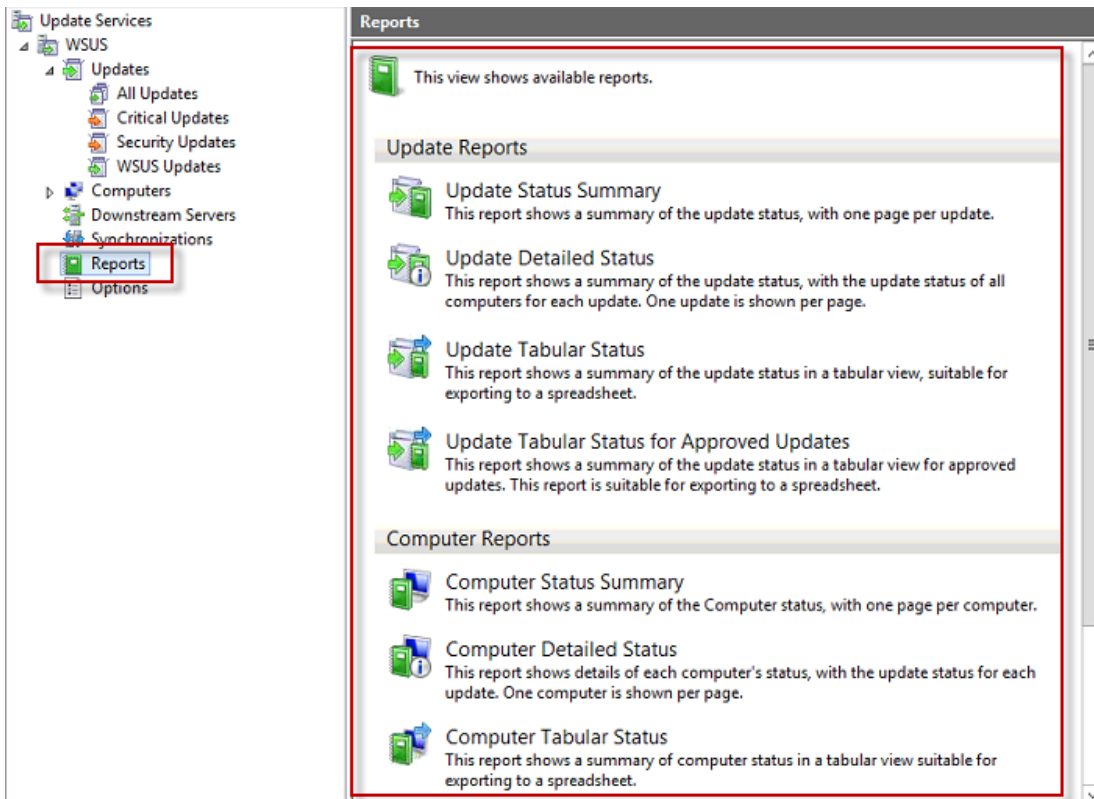 Update Services
WSUS
Updates
All Updates
Critical Updates
Security Updates
WSUS Updates
Computers
Downstream Servers
Synchronizations
Reports
Options
Reports
This view shows available reports.
Update Reports
Update Status Summary
This report shows a summary of the update status, with one page per update.
Update Detailed Status
This report shows a summary of the update status, with the update status of all
computers for each update. One update is shown per page.
Update Tabular Status
This report shows a summary of the update status in a tabular view, suitable for
exporting to a spreadsheet.
Update Tabular Status for Approved Updates
This report shows a summary of the update status in a tabular view for approved
updates. This report is suitable for exporting to a spreadsheet.
Computer Reports
Computer Status Summary
This report shows a summary of the Computer status, with one page per computer.
Computer Detailed Status
This report shows details of each computer's status, with the update status for each
update. One computer is shown per page.
Computer Tabular Status
This report shows a summary of computer status in a tabular view suitable for
exporting to a spreadsheet.